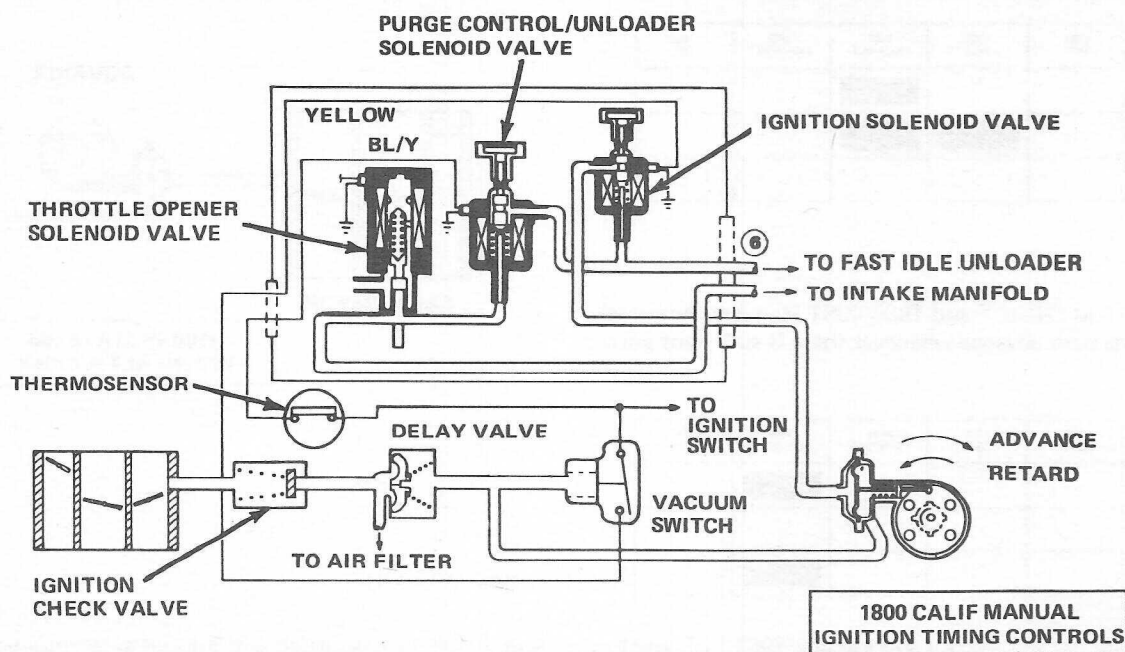 PURGE CONTROL/UNLOADER
SOLENOID VALVE
YELLOW
BL/Y
IGNITION SOLENOID VALVE
THROTTLE OPENER
SOLENOID VALVE
6
TO FAST IDLE UNLOADER
TO INTAKE MANIFOLD
THERMOSENSOR
TO
IGNITION
SWITCH
DELAY VALVE
ADVANCE
RETARD
VACUUM
SWITCH
TO AIR FILTER
IGNITION
CHECK VALVE
1800 CALIF MANUAL
IGNITION TIMING CONTROLS